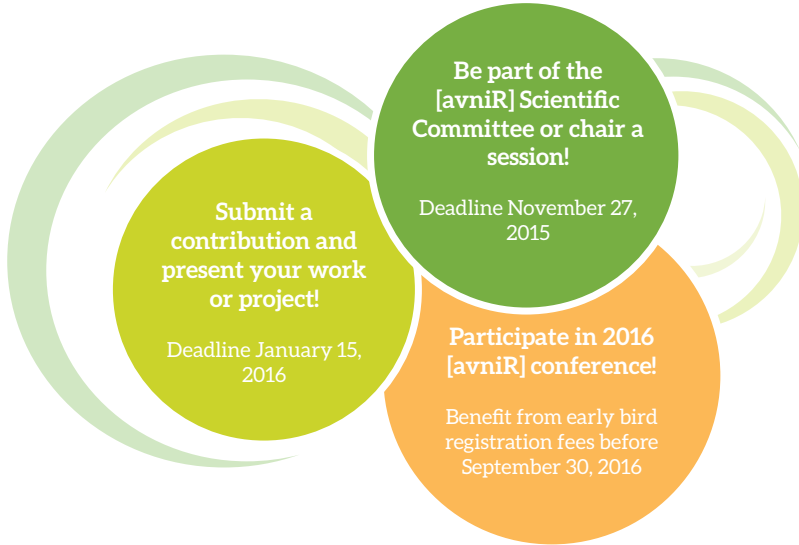 Be part of the
[avniR] Scientific
Committee or chair a
session!
Deadline November 27,
2015
Submit a
contribution and
present your work
or project!
Deadline January 15,
2016
Participate in 2016
[avniR] conference!
Benefit from early bird
registration fees before
September 30, 2016